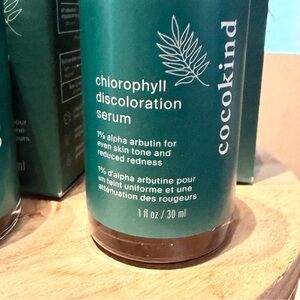 chlorophyll
discoloration
serum
1% alpha arbutin for
even skin tone and
reduced redness
1% d'alpha arbutine pour
un teint uniforme et une
atténuation des rougeurs
1 fl oz / 30 ml
cocokind